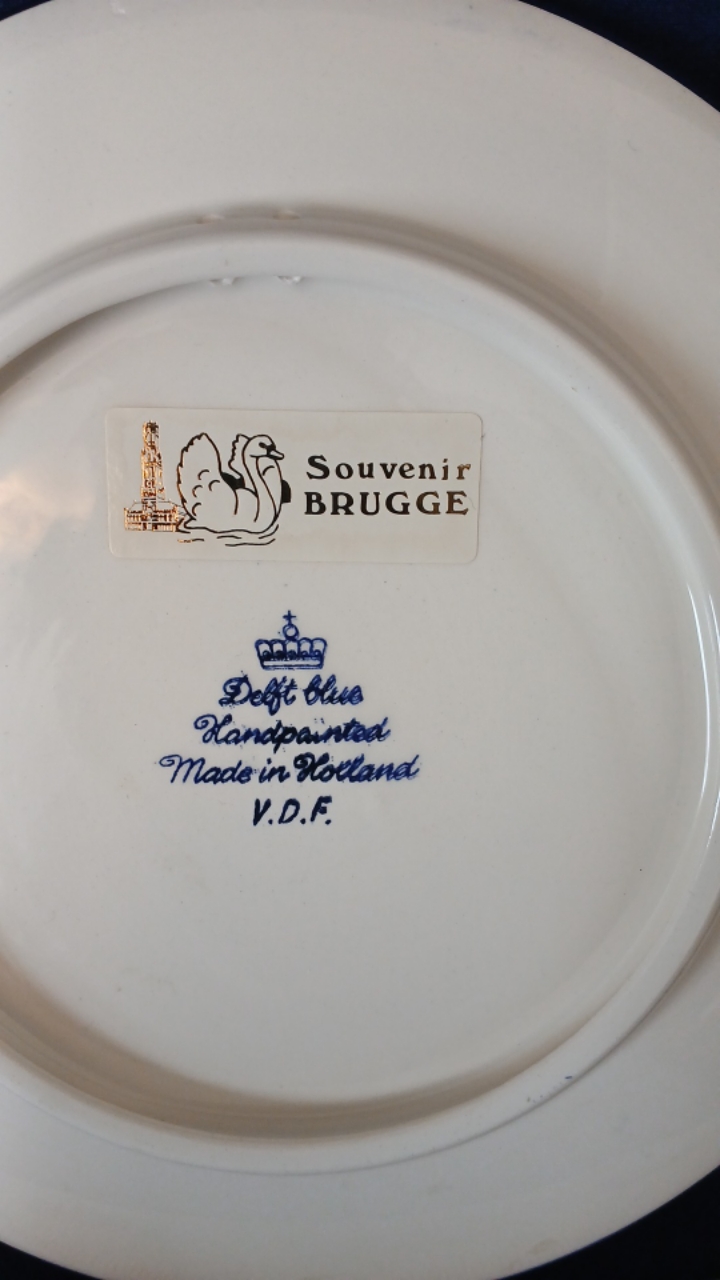 Souvenir
BRUGGE
Delft blue
Handpainted
Made in Holland
V.D.F.